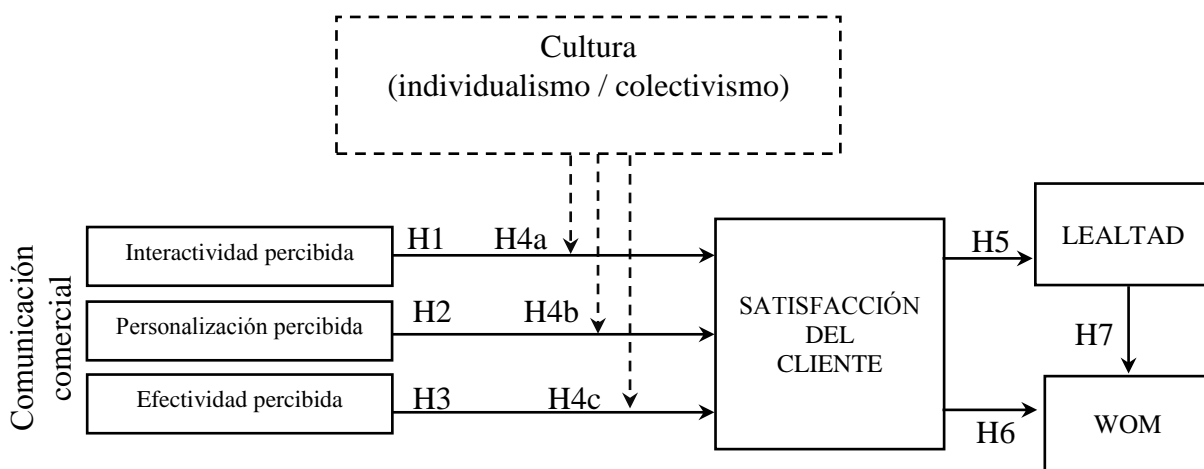 Cultura
(individualismo / colectivismo)
Comunicación
comercial
Interactividad percibida
H1
H4a
Personalización percibida
H2
H4b
Efectividad percibida
H3
H4c
SATISFACCIÓN
DEL
CLIENTE
H5
LEALTAD
H7
H6
WOM